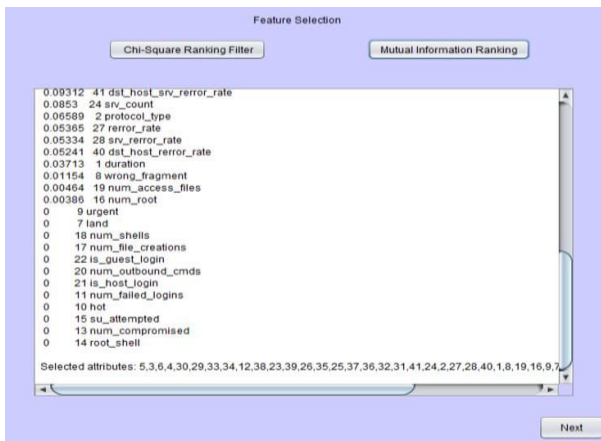 Feature Selection
Chi-Square Ranking Filter
Mutual Information Ranking
0.09312 41 dst_host_srv_rerror_rate
0.0853 24 srv_count
0.06589 2 protocol_type
0.05365 27 rerror_rate
0.05334 28 srv_rerror_rate
0.05241 40 dst_host_rerror_rate
0.03713 1 duration
0.01154 8 wrong_fragment
0.00464 19 num_access_files
0.00386 16 num_root
0 9 urgent
0 7 land
0 18 num_shells
0 17 num_file_creations
0 22 is_guest_login
0 20 num_outbound_cmds
0 21 is_host_login
0 11 num_failed_logins
0 10 hot
0 15 su_attempted
0 13 num_compromised
0 14 root_shell
Selected attributes: 5,3,6,4,30,29,33,34,12,38,23,39,26,35,25,37,36,32,31,41,24,2,27,28,40,1,8,19,16,9,7
Next